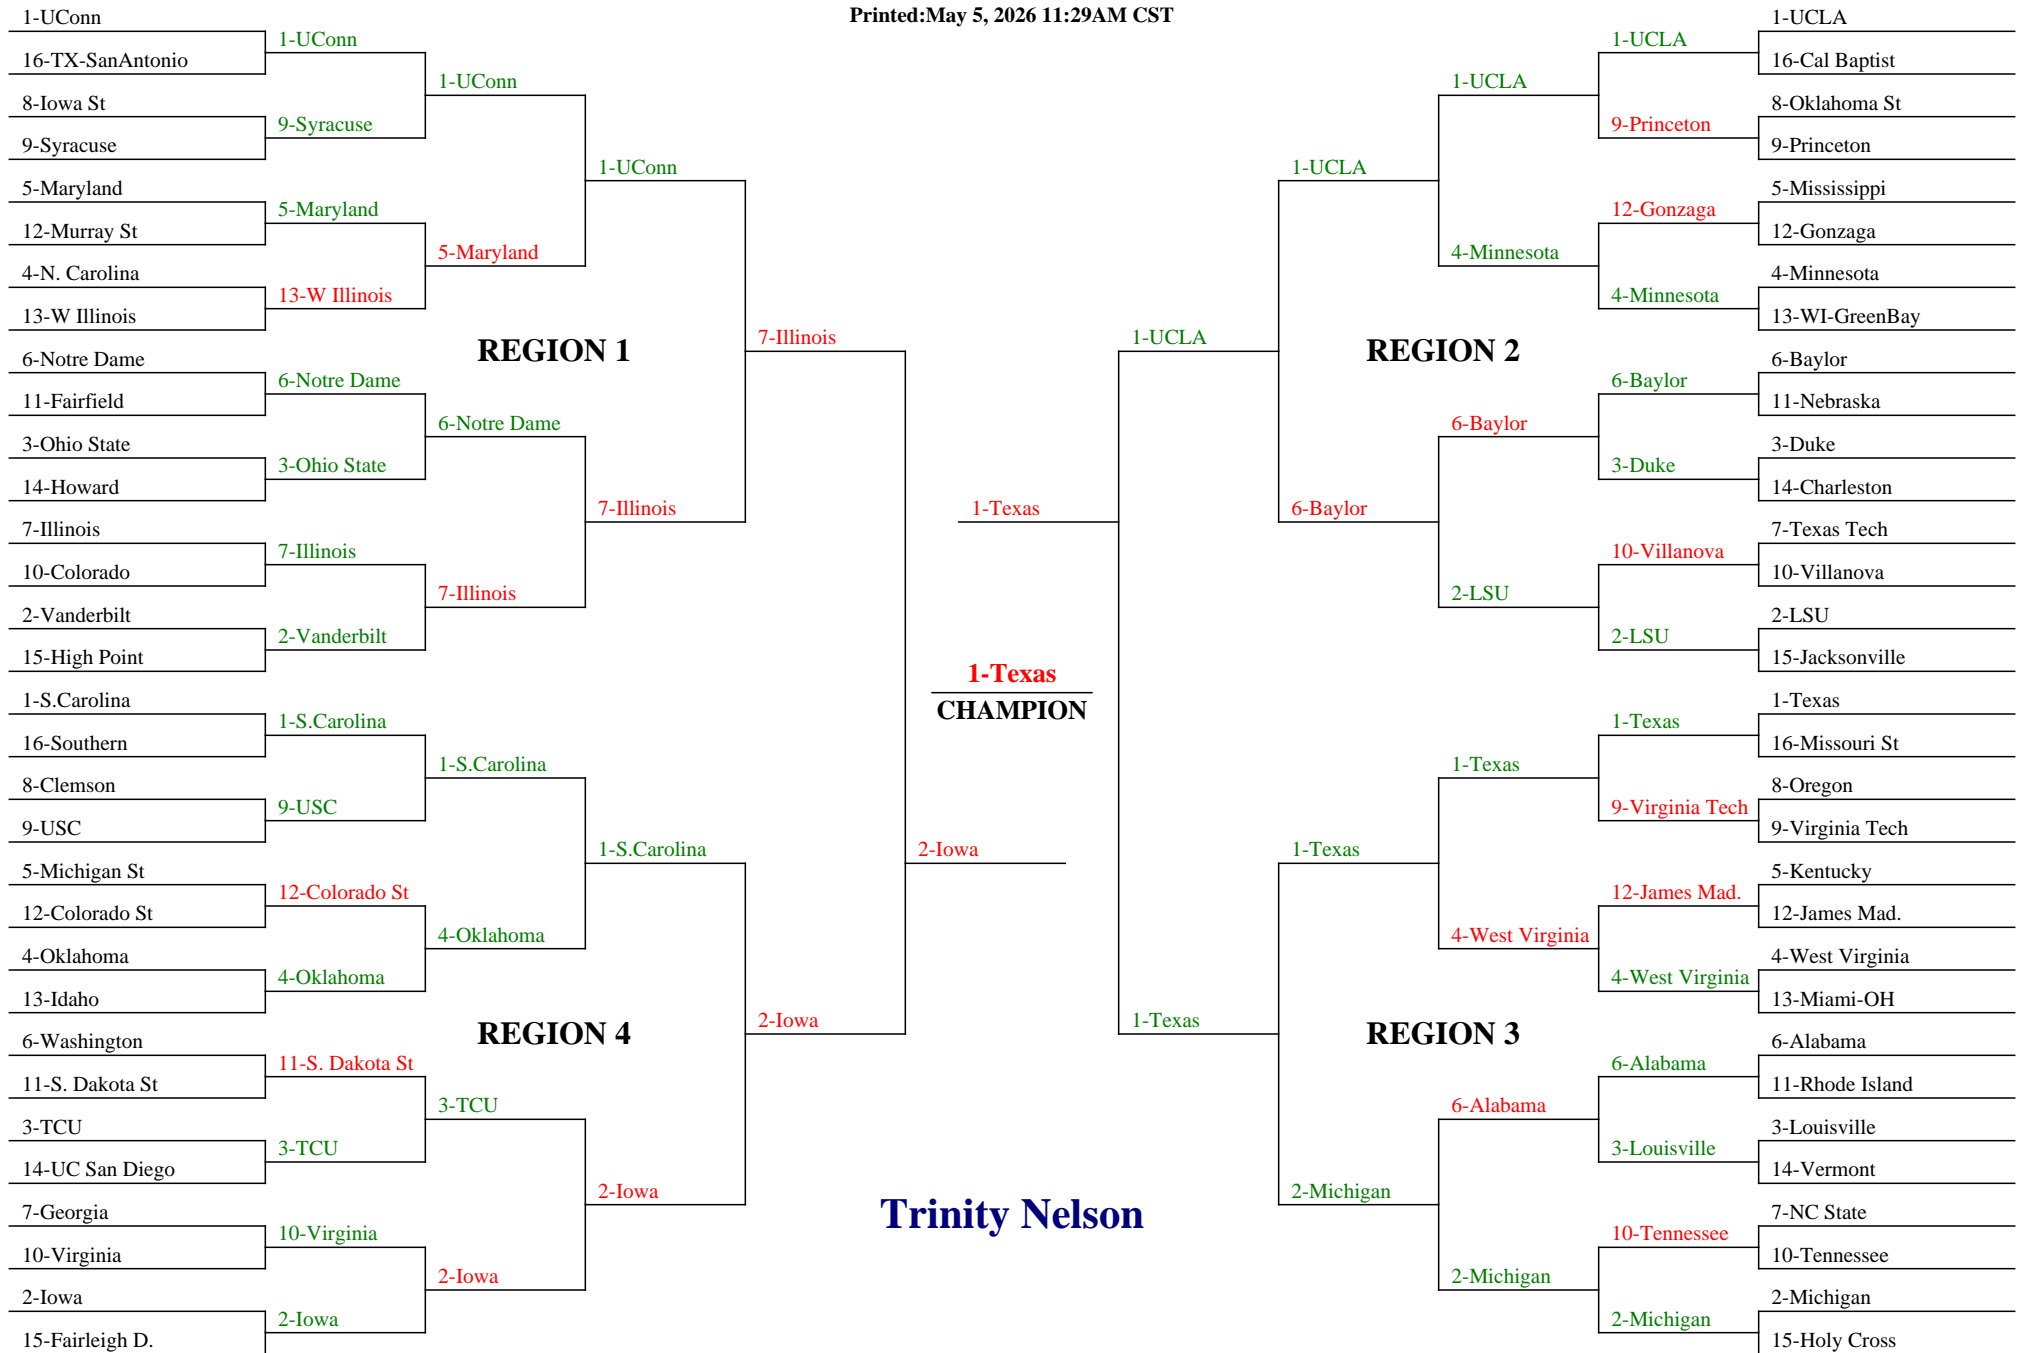 Printed:May 5, 2026 11:29AM CST
1-UConn
16-TX-SanAntonio
8-Iowa St
9-Syracuse
5-Maryland
12-Murray St
4-N. Carolina
13-W Illinois
6-Notre Dame
11-Fairfield
3-Ohio State
14-Howard
7-Illinois
10-Colorado
2-Vanderbilt
15-High Point
1-S.Carolina
16-Southern
8-Clemson
9-USC
5-Michigan St
12-Colorado St
4-Oklahoma
13-Idaho
6-Washington
11-S. Dakota St
3-TCU
14-UC San Diego
7-Georgia
10-Virginia
2-Iowa
15-Fairleigh D.
1-UConn
9-Syracuse
5-Maryland
13-W Illinois
6-Notre Dame
3-Ohio State
7-Illinois
2-Vanderbilt
1-S.Carolina
9-USC
12-Colorado St
4-Oklahoma
11-S. Dakota St
3-TCU
10-Virginia
2-Iowa
1-UConn
5-Maryland
6-Notre Dame
7-Illinois
1-S.Carolina
4-Oklahoma
3-TCU
2-Iowa
REGION 1
REGION 4
1-UConn
7-Illinois
1-S.Carolina
2-Iowa
7-Illinois
2-Iowa
2-Iowa
1-Texas
1-Texas
CHAMPION
Trinity Nelson
1-UCLA
1-Texas
1-UCLA
6-Baylor
1-Texas
2-Michigan
REGION 2
REGION 3
1-UCLA
4-Minnesota
6-Baylor
2-LSU
1-Texas
4-West Virginia
6-Alabama
2-Michigan
1-UCLA
9-Princeton
12-Gonzaga
4-Minnesota
6-Baylor
3-Duke
10-Villanova
2-LSU
1-Texas
9-Virginia Tech
12-James Mad.
4-West Virginia
6-Alabama
3-Louisville
10-Tennessee
2-Michigan
1-UCLA
16-Cal Baptist
8-Oklahoma St
9-Princeton
5-Mississippi
12-Gonzaga
4-Minnesota
13-WI-GreenBay
6-Baylor
11-Nebraska
3-Duke
14-Charleston
7-Texas Tech
10-Villanova
2-LSU
15-Jacksonville
1-Texas
16-Missouri St
8-Oregon
9-Virginia Tech
5-Kentucky
12-James Mad.
4-West Virginia
13-Miami-OH
6-Alabama
11-Rhode Island
3-Louisville
14-Vermont
7-NC State
10-Tennessee
2-Michigan
15-Holy Cross